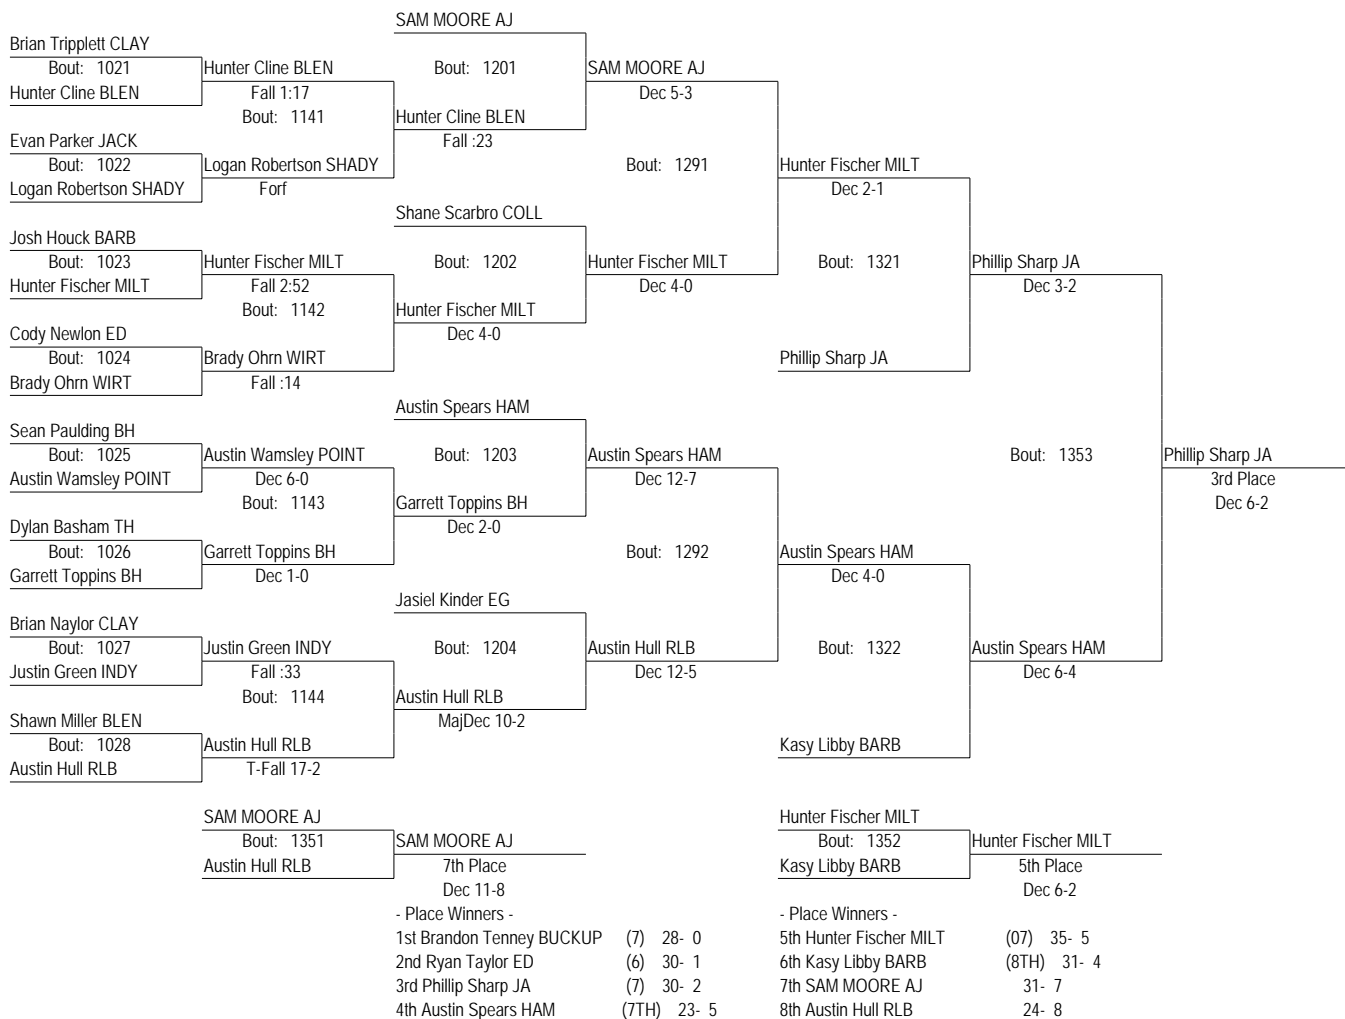 SAM MOORE AJ
Brian Tripplett CLAY
Bout: 1021
Hunter Cline BLEN
Hunter Cline BLEN
Fall 1:17
Bout: 1141
Bout: 1201
SAM MOORE AJ
Dec 5-3
Hunter Cline BLEN
Fall :23
Evan Parker JACK
Bout: 1022
Logan Robertson SHADY
Logan Robertson SHADY
Forf
Bout: 1291
Hunter Fischer MILT
Dec 2-1
Shane Scarbro COLL
Josh Houck BARB
Bout: 1023
Hunter Fischer MILT
Hunter Fischer MILT
Fall 2:52
Bout: 1142
Bout: 1202
Hunter Fischer MILT
Dec 4-0
Bout: 1321
Phillip Sharp JA
Dec 3-2
Hunter Fischer MILT
Dec 4-0
Cody Newlon ED
Bout: 1024
Brady Ohrn WIRT
Brady Ohrn WIRT
Fall :14
Phillip Sharp JA
Austin Spears HAM
Sean Paulding BH
Bout: 1025
Austin Wamsley POINT
Austin Wamsley POINT
Dec 6-0
Bout: 1143
Bout: 1203
Austin Spears HAM
Dec 12-7
Bout: 1353
Phillip Sharp JA
3rd Place
Dec 6-2
Garrett Toppins BH
Dec 2-0
Dylan Basham TH
Bout: 1026
Garrett Toppins BH
Garrett Toppins BH
Dec 1-0
Bout: 1292
Austin Spears HAM
Dec 4-0
Jasiel Kinder EG
Brian Naylor CLAY
Bout: 1027
Justin Green INDY
Justin Green INDY
Fall :33
Bout: 1144
Bout: 1204
Austin Hull RLB
Dec 12-5
Bout: 1322
Austin Spears HAM
Dec 6-4
Austin Hull RLB
MajDec 10-2
Shawn Miller BLEN
Bout: 1028
Austin Hull RLB
Austin Hull RLB
T-Fall 17-2
Kasy Libby BARB
SAM MOORE AJ
Bout: 1351
Austin Hull RLB
SAM MOORE AJ
7th Place
Dec 11-8
Hunter Fischer MILT
Bout: 1352
Kasy Libby BARB
Hunter Fischer MILT
5th Place
Dec 6-2
- Place Winners -
1st Brandon Tenney BUCKUP (7) 28- 0
2nd Ryan Taylor ED (6) 30- 1
3rd Phillip Sharp JA (7) 30- 2
4th Austin Spears HAM (7TH) 23- 5
- Place Winners -
5th Hunter Fischer MILT (07) 35- 5
6th Kasy Libby BARB (8TH) 31- 4
7th SAM MOORE AJ 31- 7
8th Austin Hull RLB 24- 8